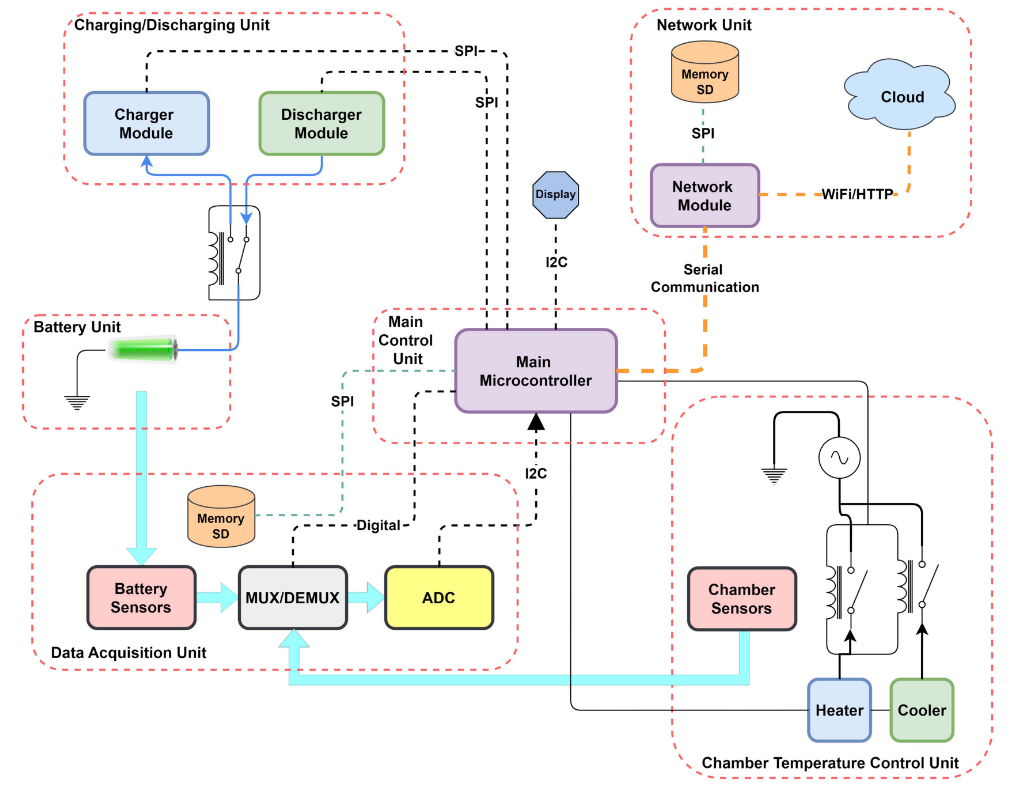 Charging/Discharging Unit
SPI
SPI
Charger
Module
Discharger
Module
Network Unit
Memory
SD
Cloud
SPI
Network
Module
WiFi/HTTP
Serial
Communication
Display
I2C
Battery Unit
Main
Control
Unit
Main
Microcontroller
SPI
I2C
Memory
SD
Digital
Battery
Sensors
MUX/DEMUX
ADC
Data Acquisition Unit
Chamber
Sensors
Heater
Cooler
Chamber Temperature Control Unit